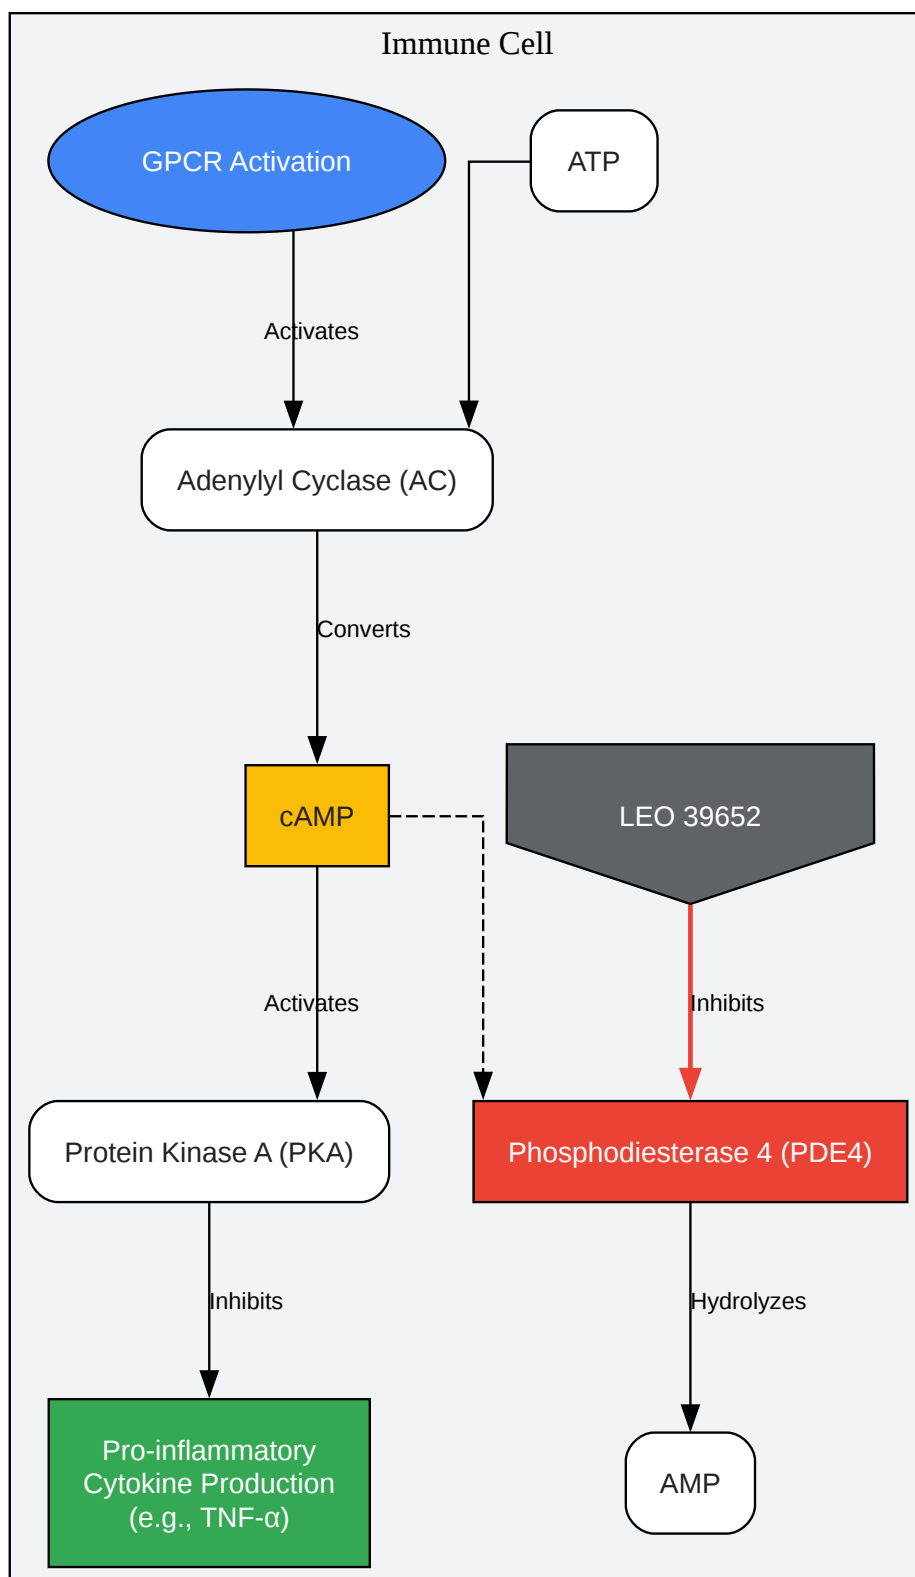 Immune Cell
GPCR Activation
ATP
Activates
Adenylyl Cyclase (AC)
Converts
cAMP
LEO 39652
Activates
Inhibits
Protein Kinase A (PKA)
Phosphodiesterase 4 (PDE4)
Inhibits
Hydrolyzes
Pro-inflammatory
Cytokine Production
(e.g., TNF-α)
AMP